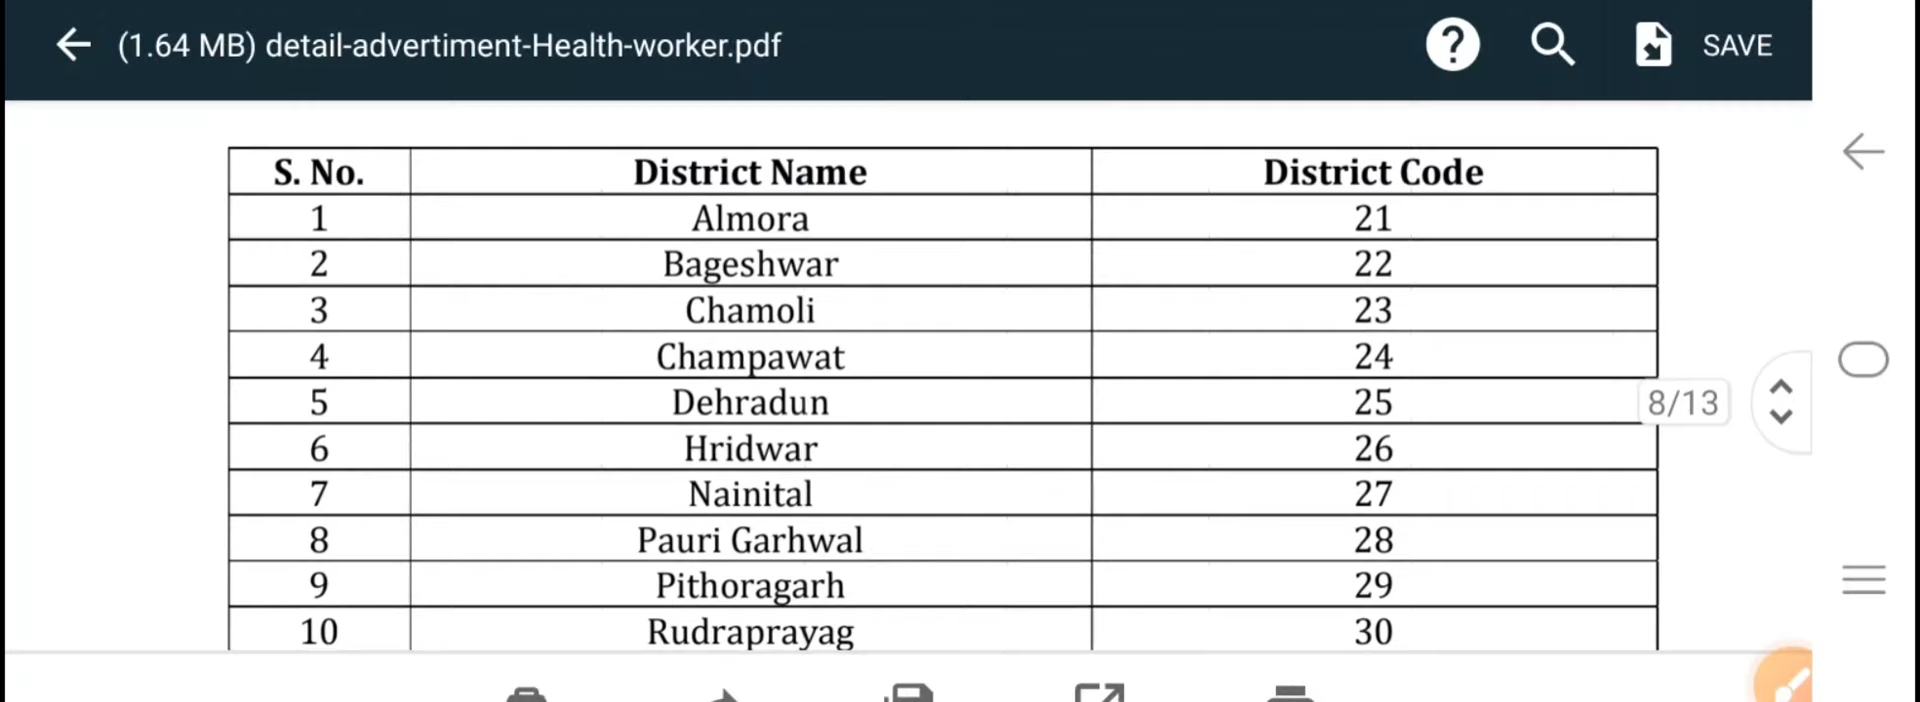 (1.64 MB) detail-advertiment-Health-worker.pdf
SAVE
S. No. District Name District Code
1 Almora 21
2 Bageshwar 22
3 Chamoli 23
4 Champawat 24
5 Dehradun 25
6 Hridwar 26
7 Nainital 27
8 Pauri Garhwal 28
9 Pithoragarh 29
10 Rudraprayag 30
8/13